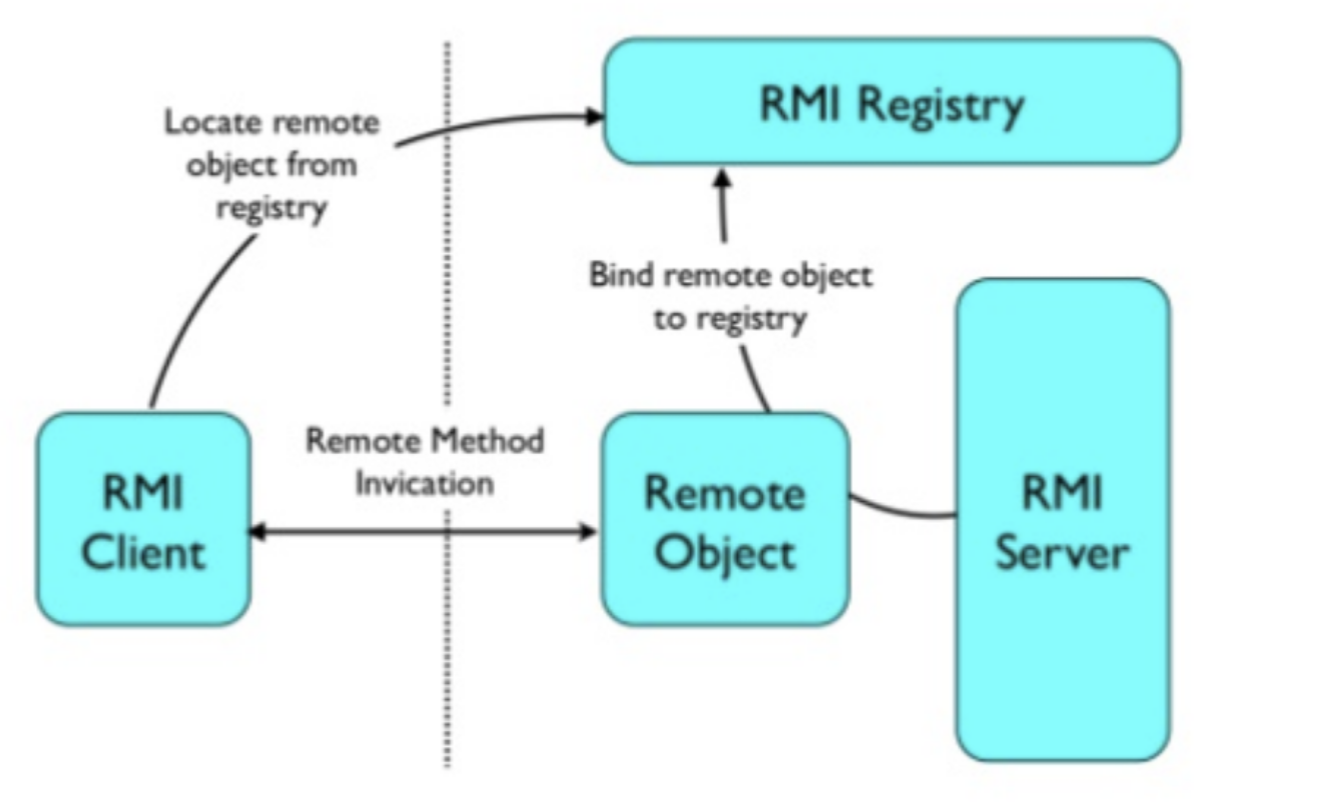 RMI Registry
Locate remote
object from
registry
Bind remote object
to registry
Remote Method
Invication
RMI
Client
Remote
Object
RMI
Server